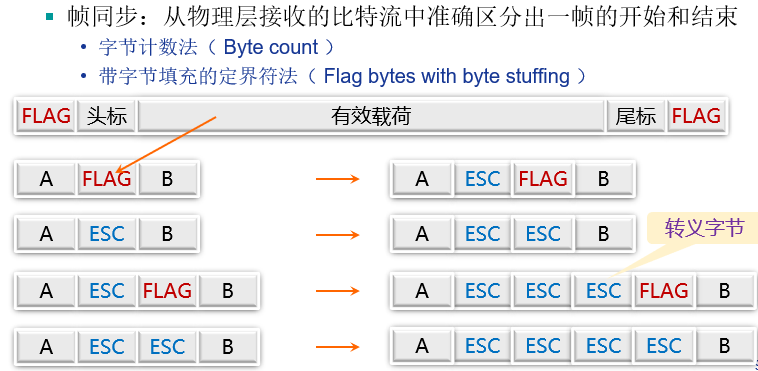 帧同步：从物理层接收的比特流中准确区分出一帧的开始和结束
字节计数法（ Byte count ）
带字节填充的定界符法（ Flag bytes with byte stuffing ）
FLAG 头标 有效载荷 尾标 FLAG
A FLAG B A ESC FLAG B
A ESC B A ESC ESC B
转义字节
A ESC FLAG B A ESC ESC ESC FLAG B
A ESC ESC B A ESC ESC ESC ESC B